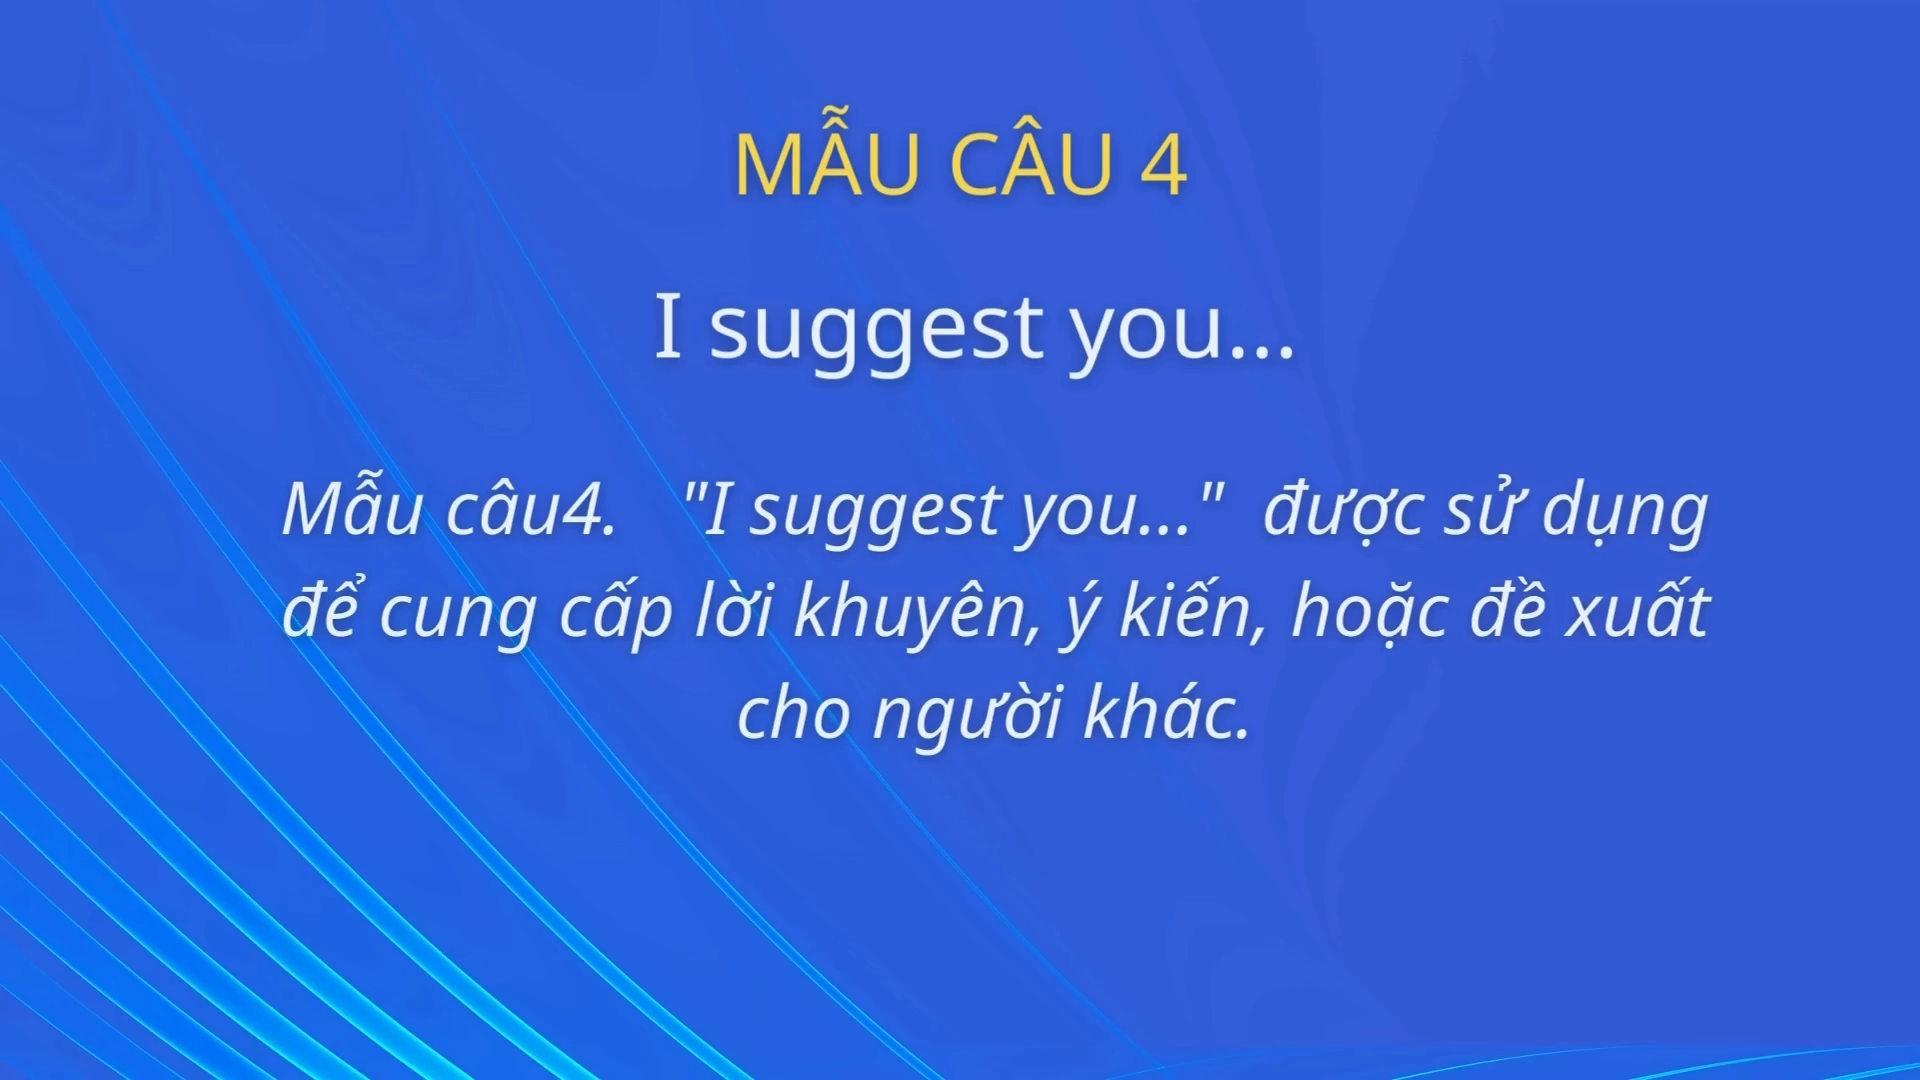 MẪU CÂU 4
I suggest you...
Mẫu câu4.   "I suggest you..."  được sử dụng
để cung cấp lời khuyên, ý kiến, hoặc đề xuất
cho người khác.